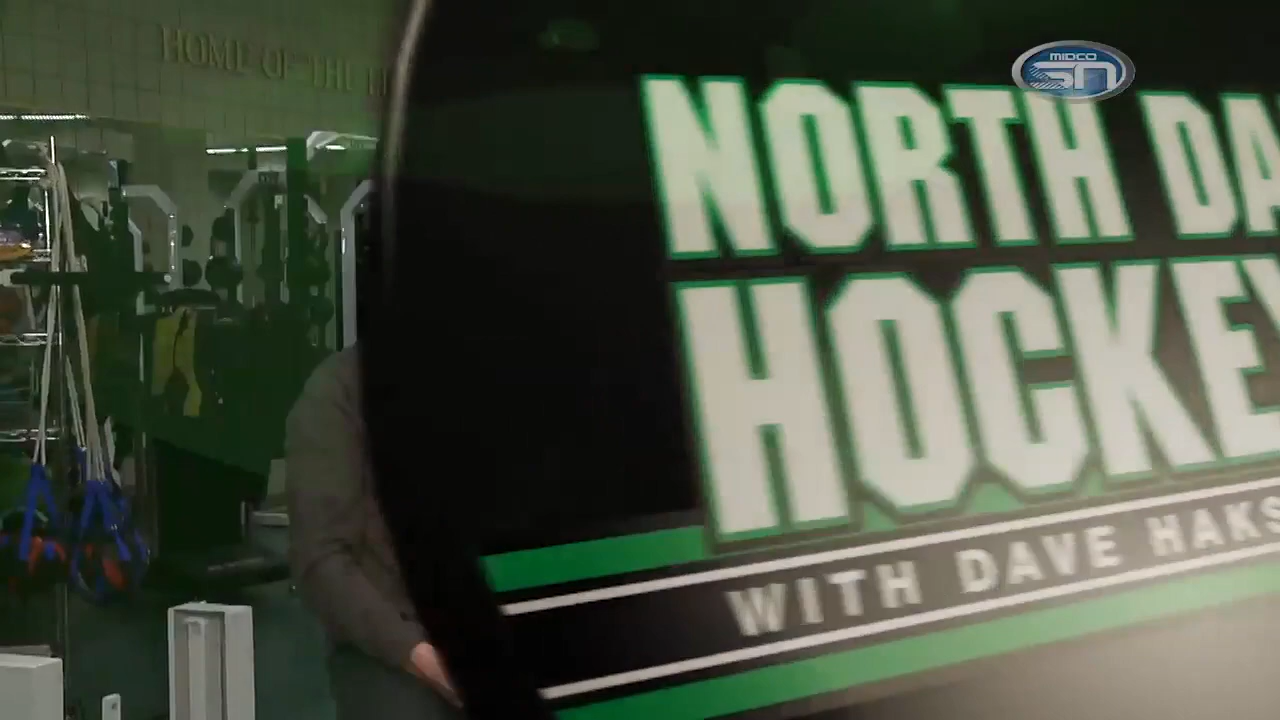 HOME OF THE
MIDCO
SN
NORTH DA
HOCKEY
WITH DAVE HAKS